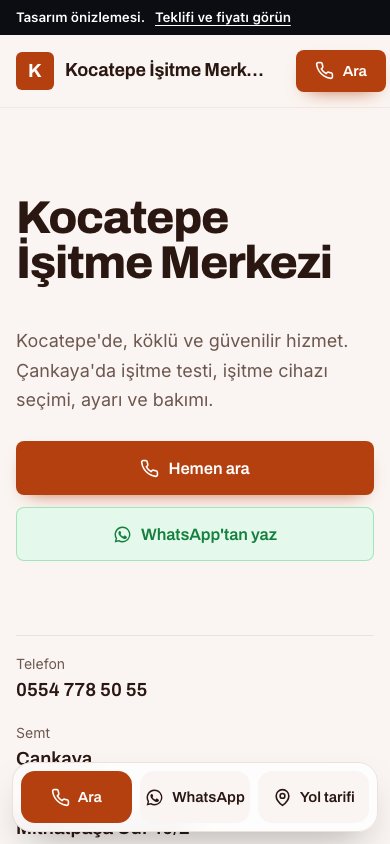 Tasarım önizlemesi. Teklifi ve fiyatı görün
K
Kocatepe İşitme Merk...
Ara
Kocatepe
İşitme Merkezi
Kocatepe'de, köklü ve güvenilir hizmet.
Çankaya'da işitme testi, işitme cihazı
seçimi, ayarı ve bakımı.
Hemen ara
WhatsApp'tan yaz
Telefon
0554 778 50 55
Semt
Çankaya
Ara
WhatsApp
Yol tarifi